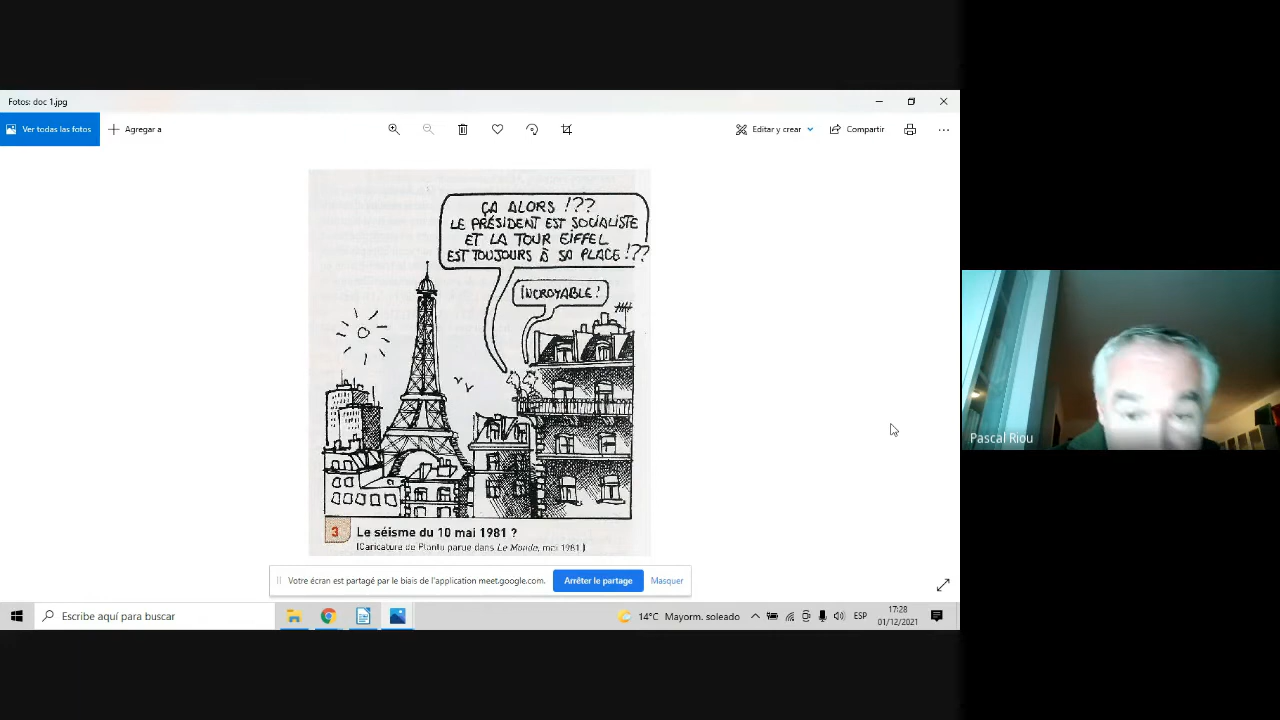 Fotos: doc 1.jpg
Ver todas las fotos
Agregar a
Editar y crear
Compartir
ÇA ALORS !??
LE PRÉSIDENT EST SOCIALISTE
ET LA TOUR EIFFEL
EST TOUJOURS À SA PLACE !??
INCROYABLE !
3 Le séisme du 10 mai 1981 ?
(Caricature de Plantu parue dans Le Monde, mai 1981.)
Pascal Riou
Votre écran est partagé par le biais de l'application meet.google.com.
Arrêter le partage
Masquer
Escribe aquí para buscar
14°C Mayorm. soleado
ESP
17:28
01/12/2021